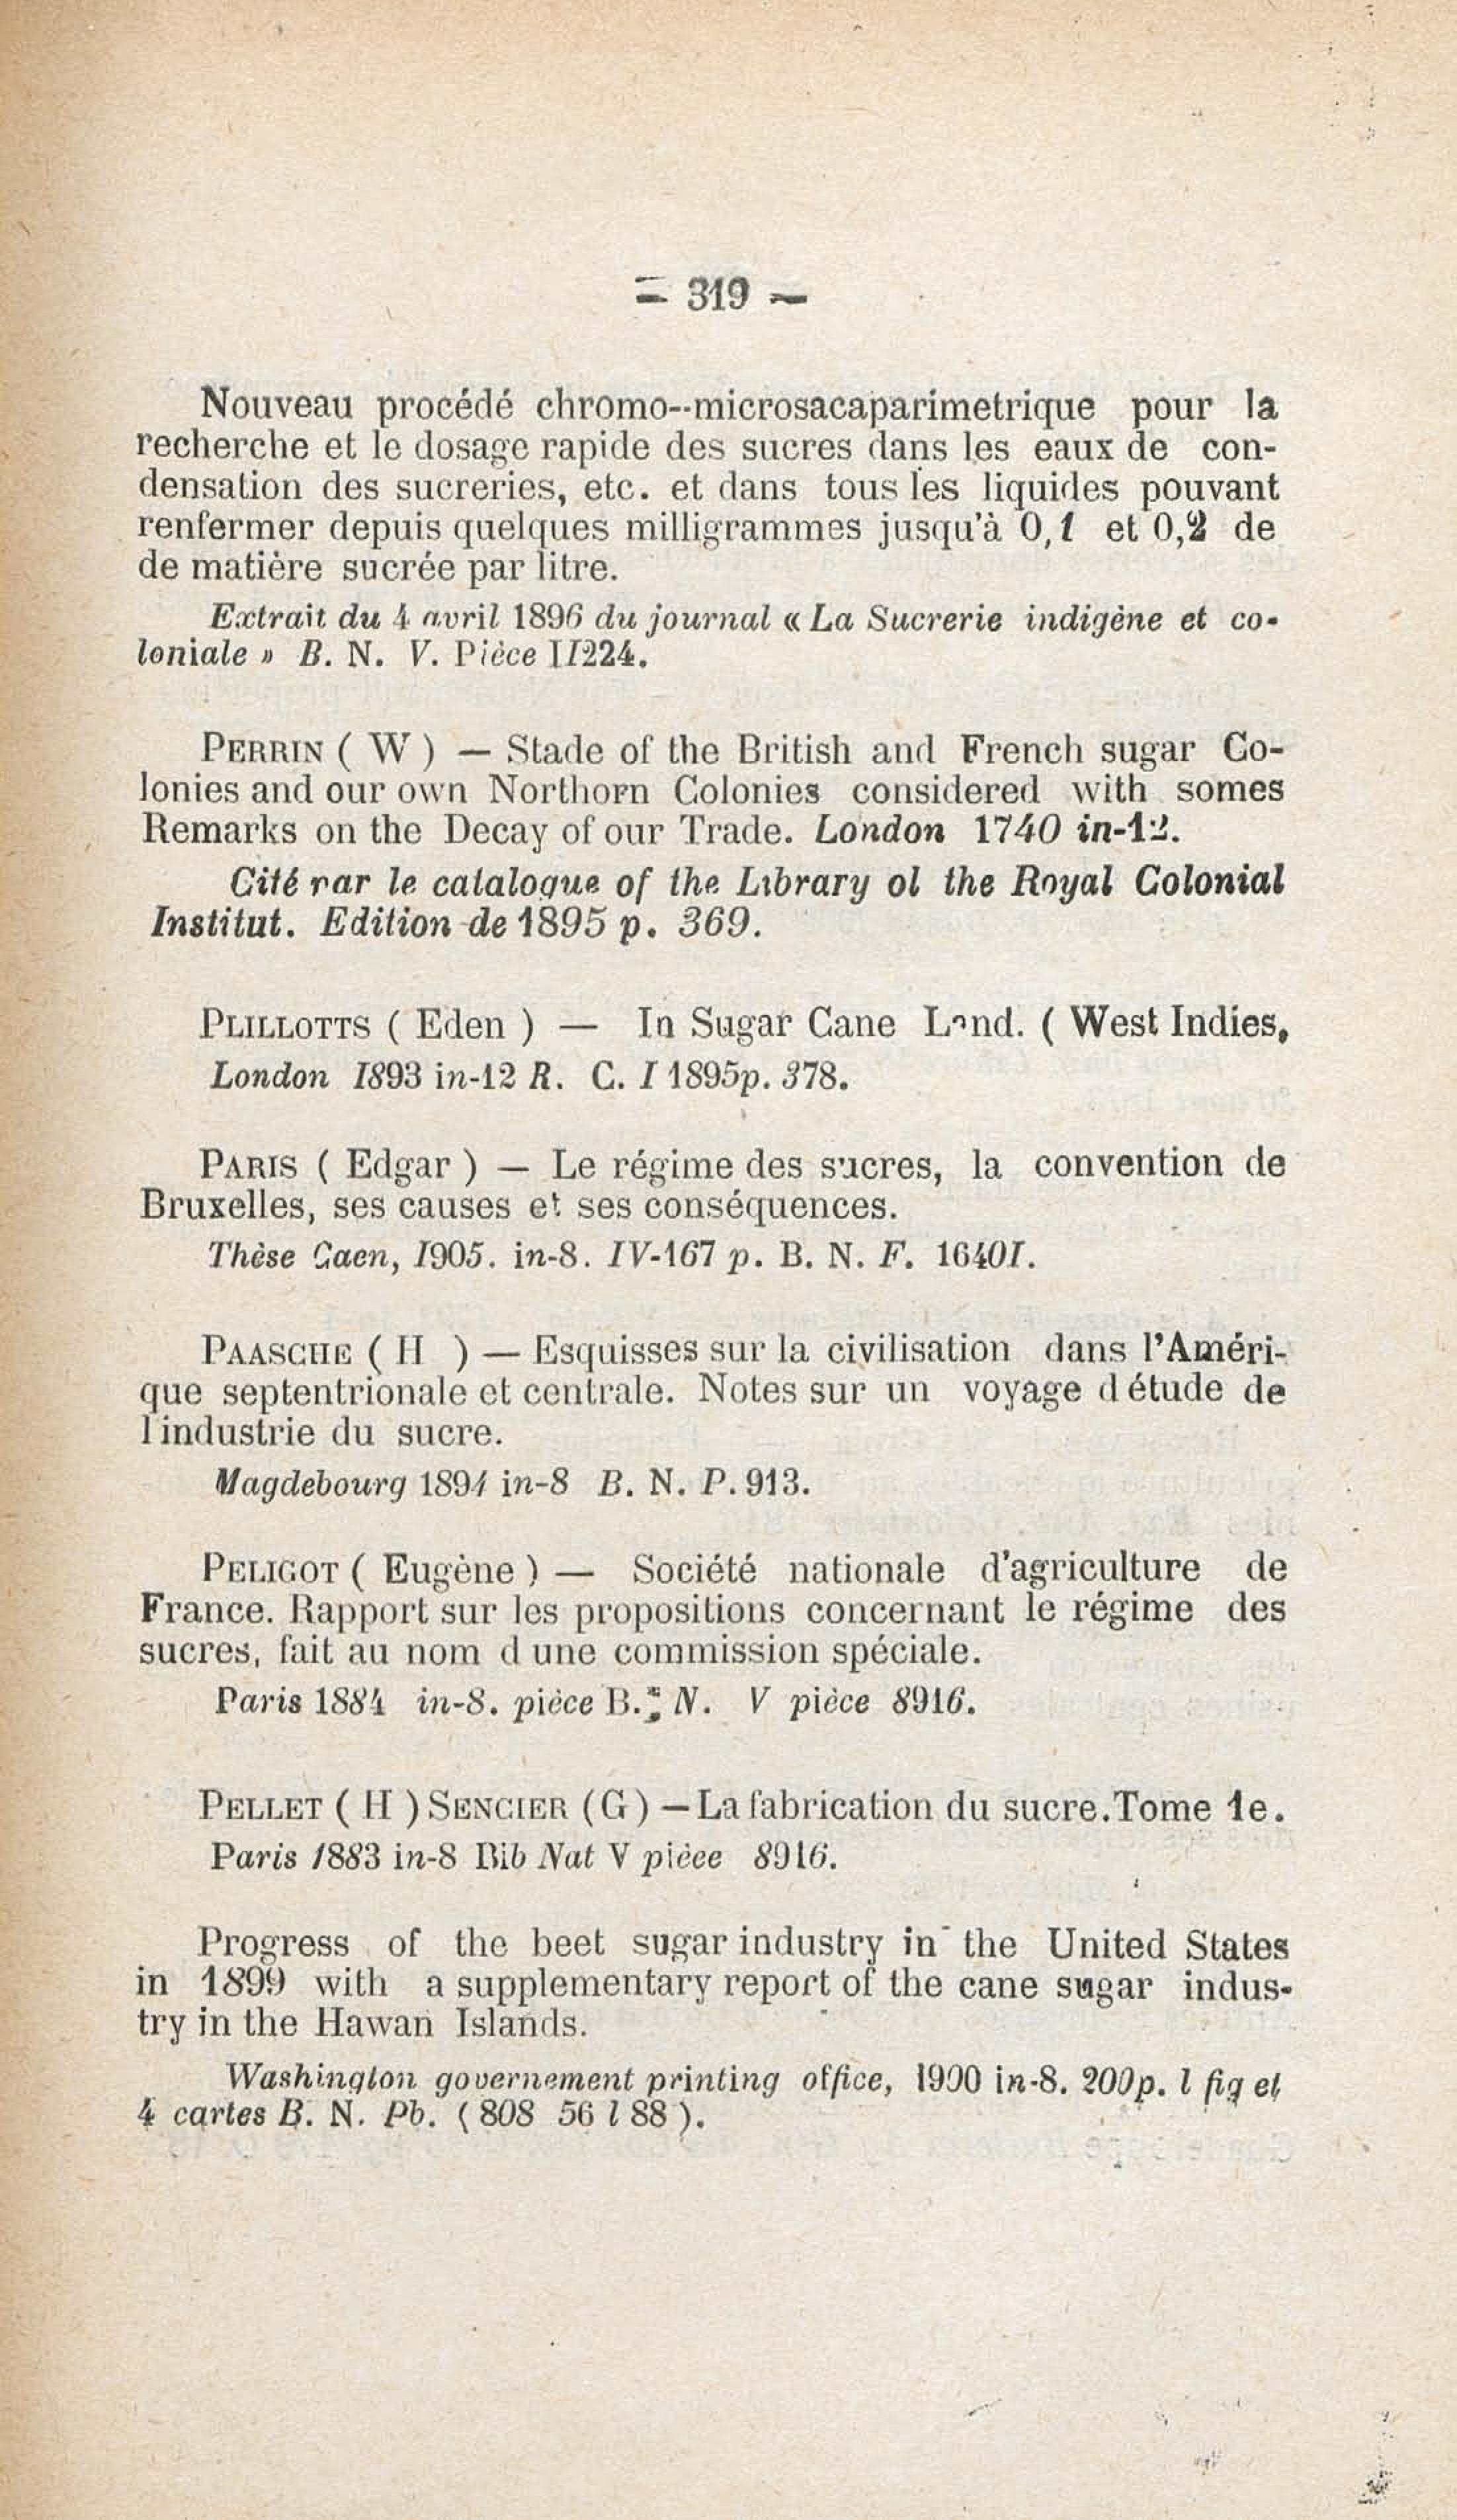 — 319 —
Nouveau procédé chromo--microsacaparimetrique pour la
recherche et le dosage rapide des sucres dans les eaux de con-
densation des sucreries, etc. et dans tous les liquides pouvant
renfermer depuis quelques milligrammes jusqu'à 0,1 et 0,2 de
de matière sucrée par litre.
Extrait du 4 avril 1896 du journal « La Sucrerie indigène et co-
loniale » B. N. V. Pièce II224.
PERRIN ( W ) — Stade of the British and French sugar Co-
lonies and our own Northorn Colonies considered with somes
Remarks on the Decay of our Trade. London 1740 in-12.
Cité par le catalogue of the Library of the Royal Colonial
Institut. Edition de 1895 p. 369.
PLILLOTTS ( Eden ) — In Sugar Cane Land. ( West Indies,
London I893 in-12 R. C. I 1895p. 378.
PARIS ( Edgar ) — Le régime des sucres, la convention de
Bruxelles, ses causes et ses conséquences.
Thèse Caen, I905. in-8. IV-167 p. B. N. F. 1640I.
PAASCHE ( H ) — Esquisses sur la civilisation dans l'Améri-
que septentrionale et centrale. Notes sur un voyage d étude de
l industrie du sucre.
Magdebourg 1894 in-8 B. N. P. 913.
PELIGOT ( Eugène ) — Société nationale d'agriculture de
France. Rapport sur les propositions concernant le régime des
sucres, fait au nom d une commission spéciale.
Paris 1884 in-8. pièce B. N. V pièce 8916.
PELLET ( H ) SENCIER (G) — La fabrication du sucre. Tome 1e.
Paris 1883 in-8 Bib Nat V pièce 8916.
Progress of the beet sugar industry in the United States
in 1899 with a supplementary report of the cane sugar indus-
try in the Hawan Islands.
Washington governement printing office, 1900 in-8. 200p. l fig et
4 cartes B. N. Pb. ( 808 56 l 88 ).